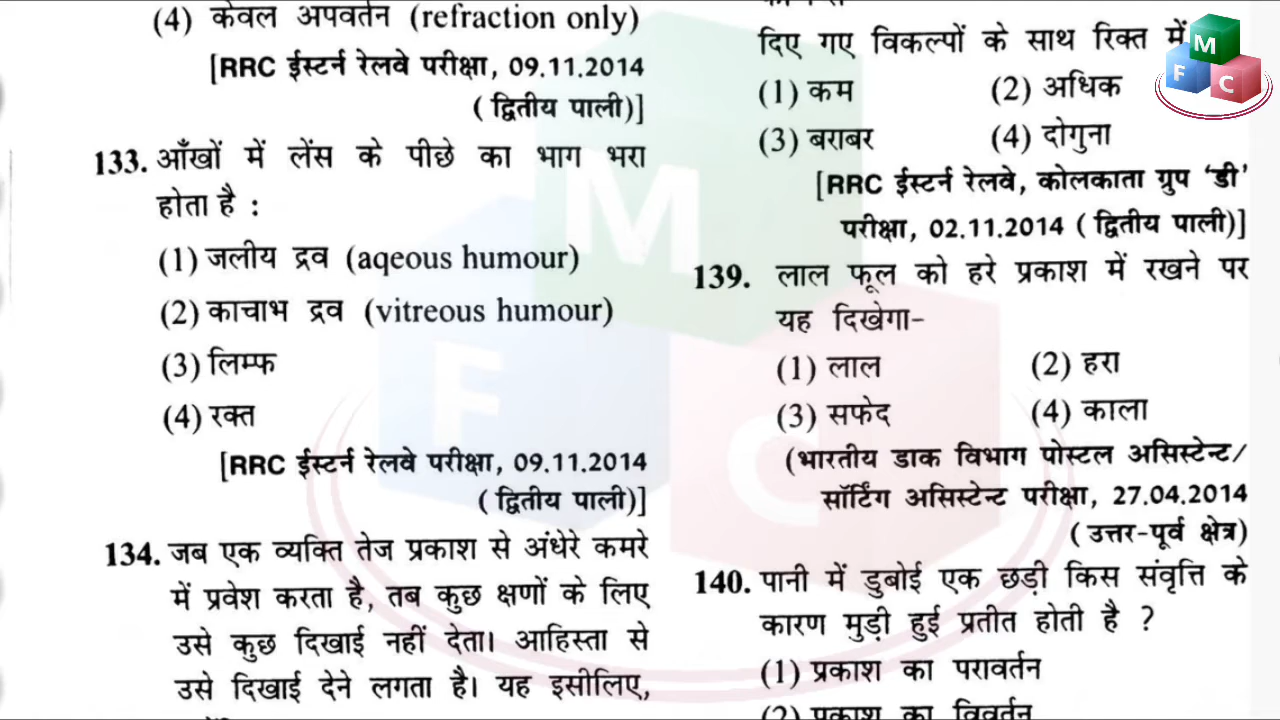 (4) केवल अपवर्तन (refraction only)
[RRC ईस्टर्न रेलवे परीक्षा, 09.11.2014
(द्वितीय पाली)]
133. आँखों में लेंस के पीछे का भाग भरा
होता है :
(1) जलीय द्रव (aqeous humour)
(2) काचाभ द्रव (vitreous humour)
(3) लिम्फ
(4) रक्त
[RRC ईस्टर्न रेलवे परीक्षा, 09.11.2014
(द्वितीय पाली)]
134. जब एक व्यक्ति तेज प्रकाश से अंधेरे कमरे
में प्रवेश करता है, तब कुछ क्षणों के लिए
उसे कुछ दिखाई नहीं देता। आहिस्ता से
उसे दिखाई देने लगता है। यह इसीलिए,
दिए गए विकल्पों के साथ रिक्त में
(1) कम (2) अधिक
(3) बराबर (4) दोगुना
[RRC ईस्टर्न रेलवे, कोलकाता ग्रुप 'डी'
परीक्षा, 02.11.2014 (द्वितीय पाली)]
139. लाल फूल को हरे प्रकाश में रखने पर
यह दिखेगा-
(1) लाल (2) हरा
(3) सफेद (4) काला
(भारतीय डाक विभाग पोस्टल असिस्टेन्ट/
सॉर्टिंग असिस्टेन्ट परीक्षा, 27.04.2014
(उत्तर-पूर्व क्षेत्र)
140. पानी में डुबोई एक छड़ी किस संवृत्ति के
कारण मुड़ी हुई प्रतीत होती है ?
(1) प्रकाश का परावर्तन
(2) प्रकाश का विवर्तन
M
F C
M
F C